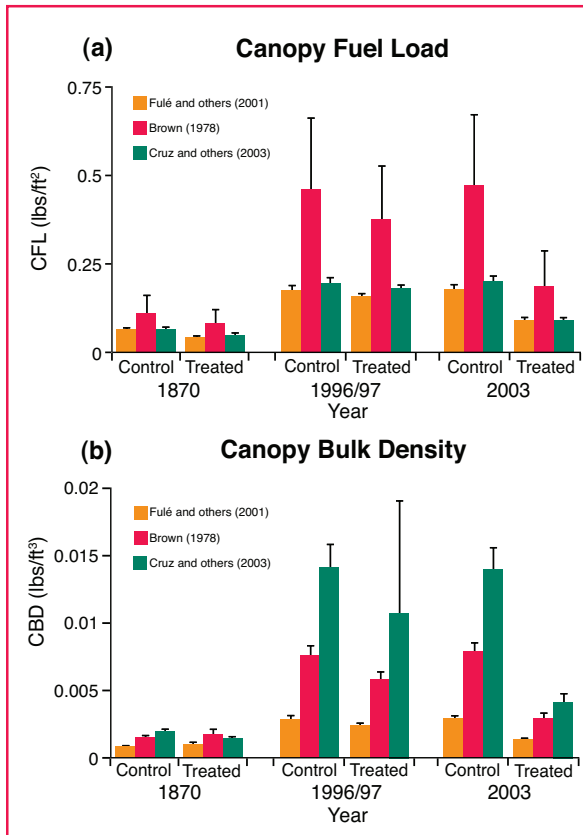 (a) Canopy Fuel Load
0.75
Fulé and others (2001)
Brown (1978)
Cruz and others (2003)
0.5
CFL (lbs/ft²)
0.25
0
Control Treated Control Treated Control Treated
1870 1996/97 2003
Year
(b) Canopy Bulk Density
0.02
Fulé and others (2001)
Brown (1978)
0.015
Cruz and others (2003)
CBD (lbs/ft³)
0.01
0.005
0
Control Treated Control Treated Control Treated
1870 1996/97 2003
Year